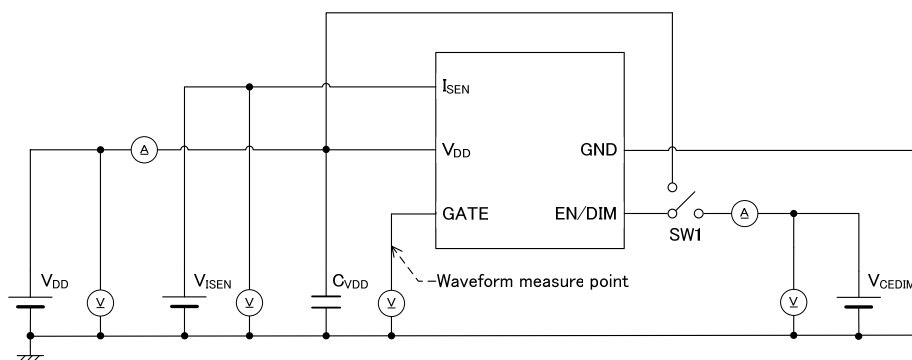 ISEN
A
VDD
GND
GATE
EN/DIM
A
SW1
Waveform measure point
VDD
VISEN
CVDD
VCEDIM
V
V
V
V